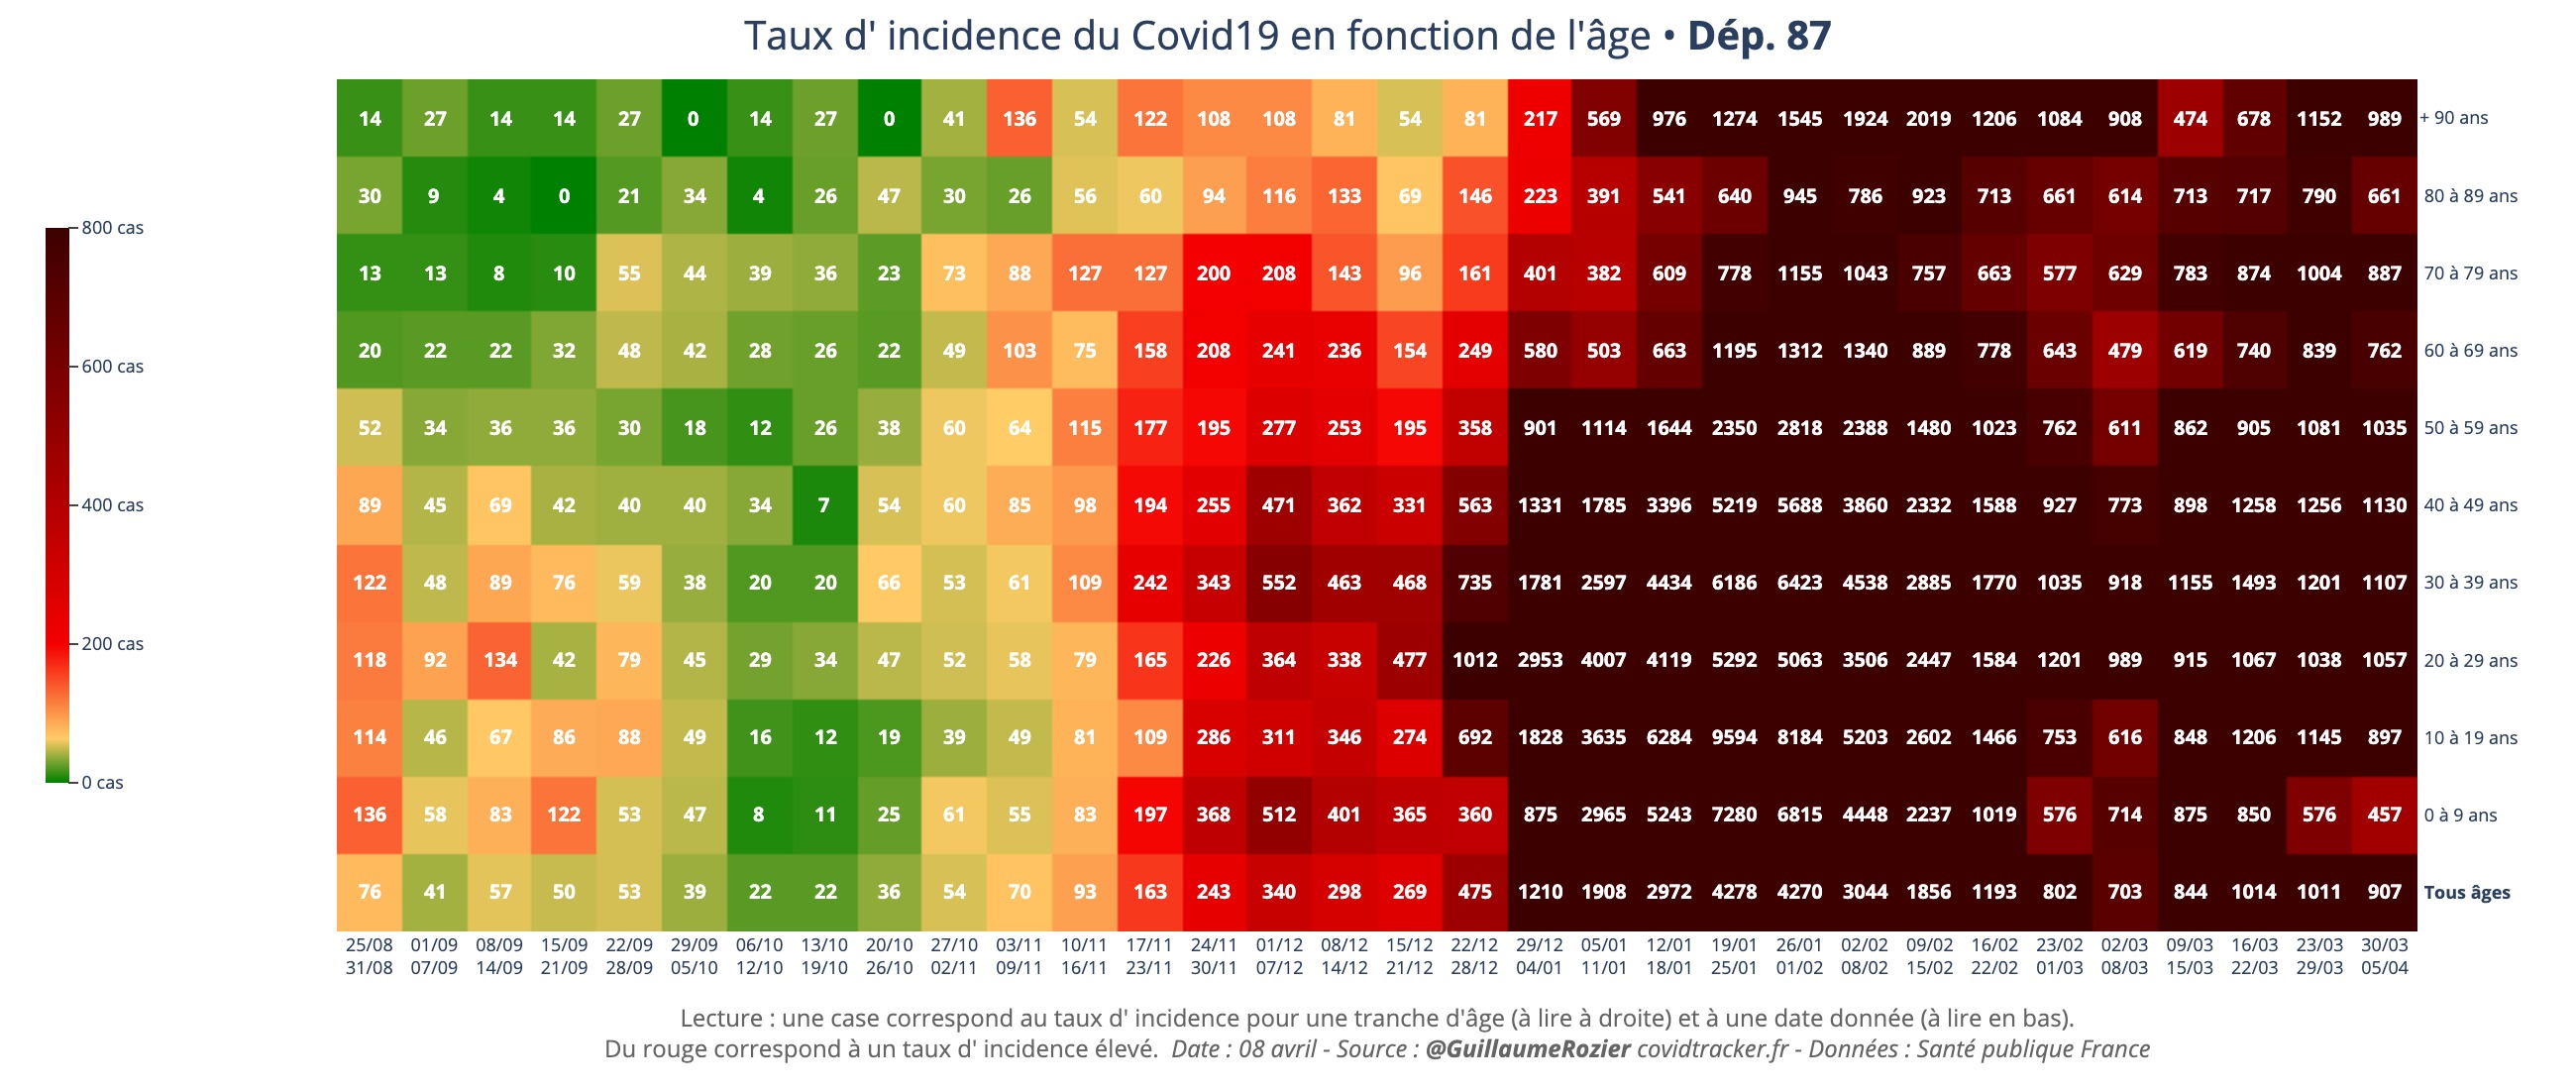 Taux d' incidence du Covid19 en fonction de l'âge • Dép. 87
800 cas
600 cas
400 cas
200 cas
0 cas
14 27 14 14 27 0 14 27 0 41 136 54 122 108 108 81 54 81 217 569 976 1274 1545 1924 2019 1206 1084 908 474 678 1152 989 + 90 ans
30 9 4 0 21 34 4 26 47 30 26 56 60 94 116 133 69 146 223 391 541 640 945 786 923 713 661 614 713 717 790 661 80 à 89 ans
13 13 8 10 55 44 39 36 23 73 88 127 127 200 208 143 96 161 401 382 609 778 1155 1043 757 663 577 629 783 874 1004 887 70 à 79 ans
20 22 22 32 48 42 28 26 22 49 103 75 158 208 241 236 154 249 580 503 663 1195 1312 1340 889 778 643 479 619 740 839 762 60 à 69 ans
52 34 36 36 30 18 12 26 38 60 64 115 177 195 277 253 195 358 901 1114 1644 2350 2818 2388 1480 1023 762 611 862 905 1081 1035 50 à 59 ans
89 45 69 42 40 40 34 7 54 60 85 98 194 255 471 362 331 563 1331 1785 3396 5219 5688 3860 2332 1588 927 773 898 1258 1256 1130 40 à 49 ans
122 48 89 76 59 38 20 20 66 53 61 109 242 343 552 463 468 735 1781 2597 4434 6186 6423 4538 2885 1770 1035 918 1155 1493 1201 1107 30 à 39 ans
118 92 134 42 79 45 29 34 47 52 58 79 165 226 364 338 477 1012 2953 4007 4119 5292 5063 3506 2447 1584 1201 989 915 1067 1038 1057 20 à 29 ans
114 46 67 86 88 49 16 12 19 39 49 81 109 286 311 346 274 692 1828 3635 6284 9594 8184 5203 2602 1466 753 616 848 1206 1145 897 10 à 19 ans
136 58 83 122 53 47 8 11 25 61 55 83 197 368 512 401 365 360 875 2965 5243 7280 6815 4448 2237 1019 576 714 875 850 576 457 0 à 9 ans
76 41 57 50 53 39 22 22 36 54 70 93 163 243 340 298 269 475 1210 1908 2972 4278 4270 3044 1856 1193 802 703 844 1014 1011 907 Tous âges
25/08 01/09 08/09 15/09 22/09 29/09 06/10 13/10 20/10 27/10 03/11 10/11 17/11 24/11 01/12 08/12 15/12 22/12 29/12 05/01 12/01 19/01 26/01 02/02 09/02 16/02 23/02 02/03 09/03 16/03 23/03 30/03
31/08 07/09 14/09 21/09 28/09 05/10 12/10 19/10 26/10 02/11 09/11 16/11 23/11 30/11 07/12 14/12 21/12 28/12 04/01 11/01 18/01 25/01 01/02 08/02 15/02 22/02 01/03 08/03 15/03 22/03 29/03 05/04
Lecture : une case correspond au taux d' incidence pour une tranche d'âge (à lire à droite) et à une date donnée (à lire en bas).
Du rouge correspond à un taux d' incidence élevé. Date : 08 avril - Source : @GuillaumeRozier covidtracker.fr - Données : Santé publique France